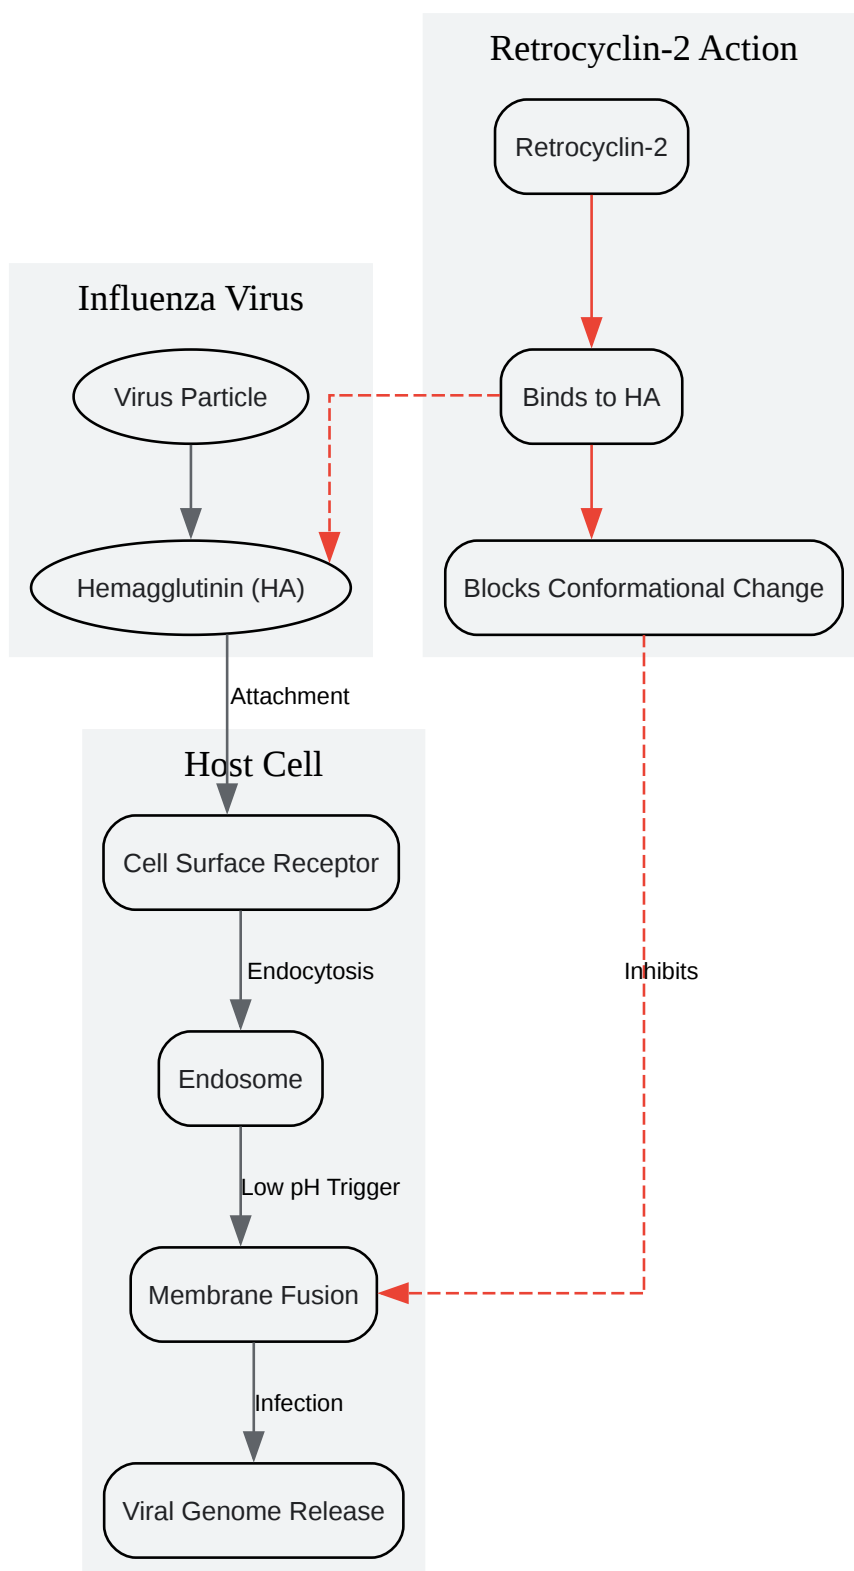 Retrocyclin-2 Action
Retrocyclin-2
Influenza Virus
Virus Particle
Binds to HA
Hemagglutinin (HA)
Blocks Conformational Change
Attachment
Host Cell
Cell Surface Receptor
Endocytosis
Inhibits
Endosome
Low pH Trigger
Membrane Fusion
Infection
Viral Genome Release